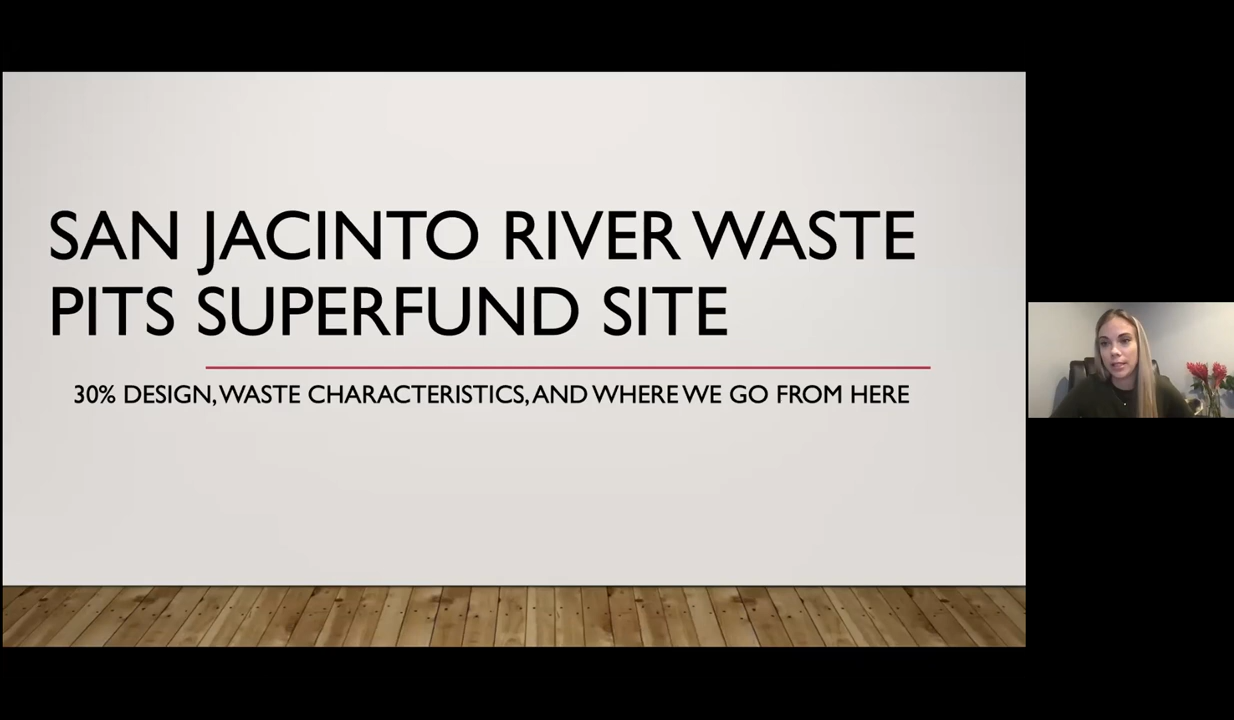 SAN JACINTO RIVER WASTE
PITS SUPERFUND SITE
30% DESIGN, WASTE CHARACTERISTICS, AND WHERE WE GO FROM HERE